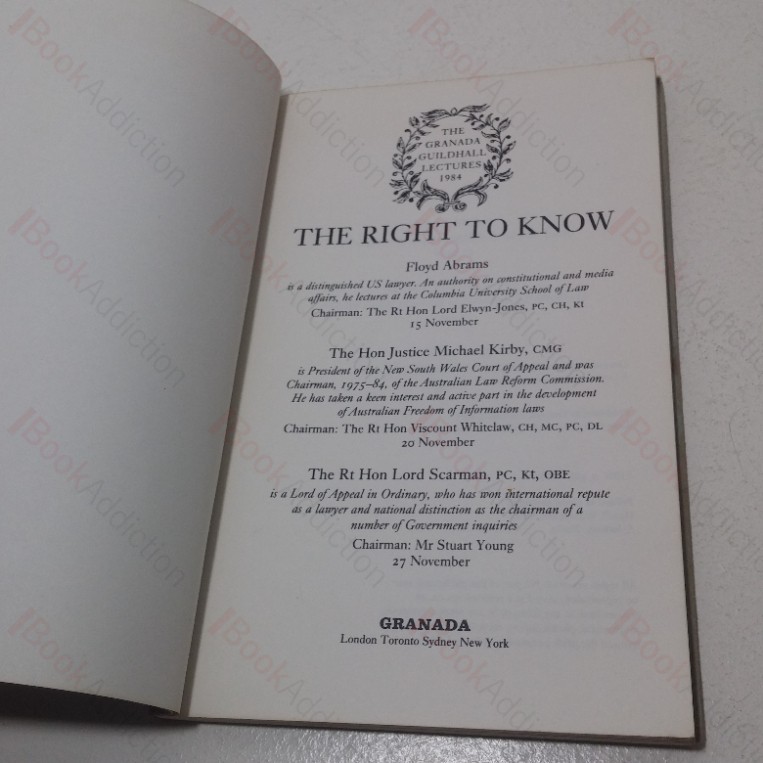 THE
GRANADA
GUILDHALL
LECTURES
1984
THE RIGHT TO KNOW
Floyd Abrams
is a distinguished US lawyer. An authority on constitutional and media
affairs, he lectures at the Columbia University School of Law
Chairman: The Rt Hon Lord Elwyn-Jones, PC, CH, Kt
15 November
The Hon Justice Michael Kirby, CMG
is President of the New South Wales Court of Appeal and was
Chairman, 1975–84, of the Australian Law Reform Commission.
He has taken a keen interest and active part in the development
of Australian Freedom of Information laws
Chairman: The Rt Hon Viscount Whitelaw, CH, MC, PC, DL
20 November
The Rt Hon Lord Scarman, PC, Kt, OBE
is a Lord of Appeal in Ordinary, who has won international repute
as a lawyer and national distinction as the chairman of a
number of Government inquiries
Chairman: Mr Stuart Young
27 November
GRANADA
London Toronto Sydney New York
BookAddiction